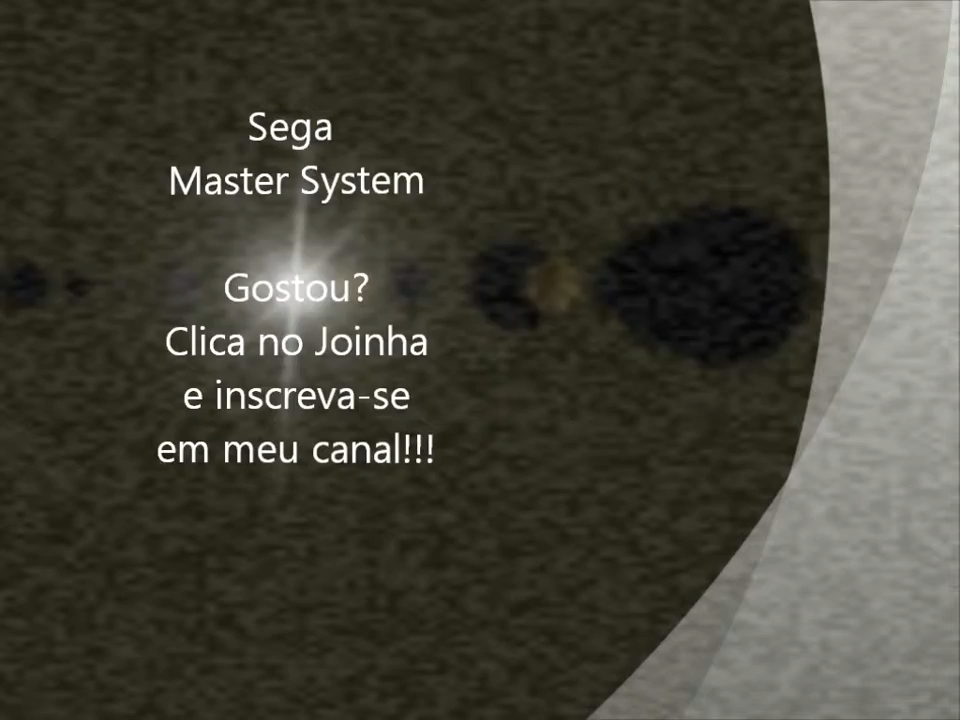 Sega
Master System
Gostou?
Clica no Joinha
e inscreva-se
em meu canal!!!